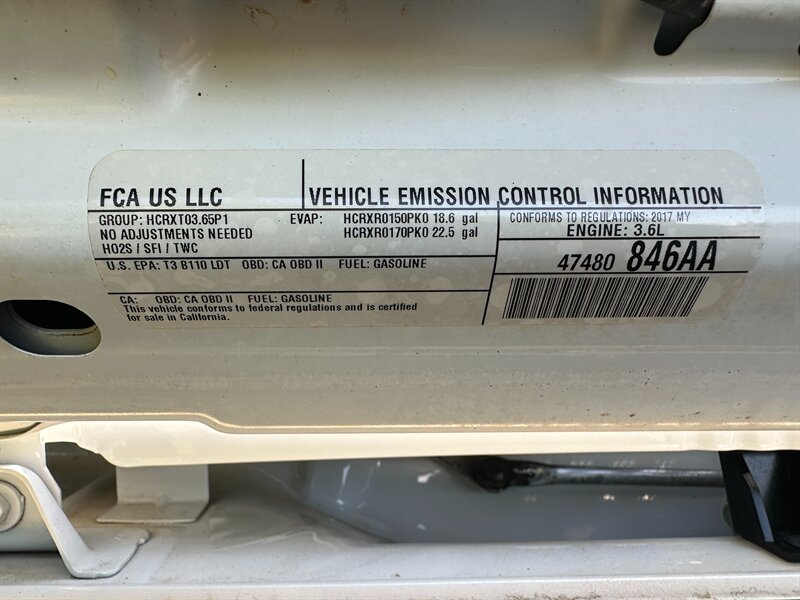 FCA US LLC
VEHICLE EMISSION CONTROL INFORMATION
GROUP: HCRXT03.65P1
EVAP: HCRXR0150PK0 18.6 gal
NO ADJUSTMENTS NEEDED
HCRXR0170PK0 22.5 gal
HO2S / SFI / TWC
CONFORMS TO REGULATIONS: 2017 MY
ENGINE: 3.6L
U.S. EPA: T3 B110 LDT OBD: CA OBD II FUEL: GASOLINE
47480 846AA
CA: OBD: CA OBD II FUEL: GASOLINE
This vehicle conforms to federal regulations and is certified
for sale in California.